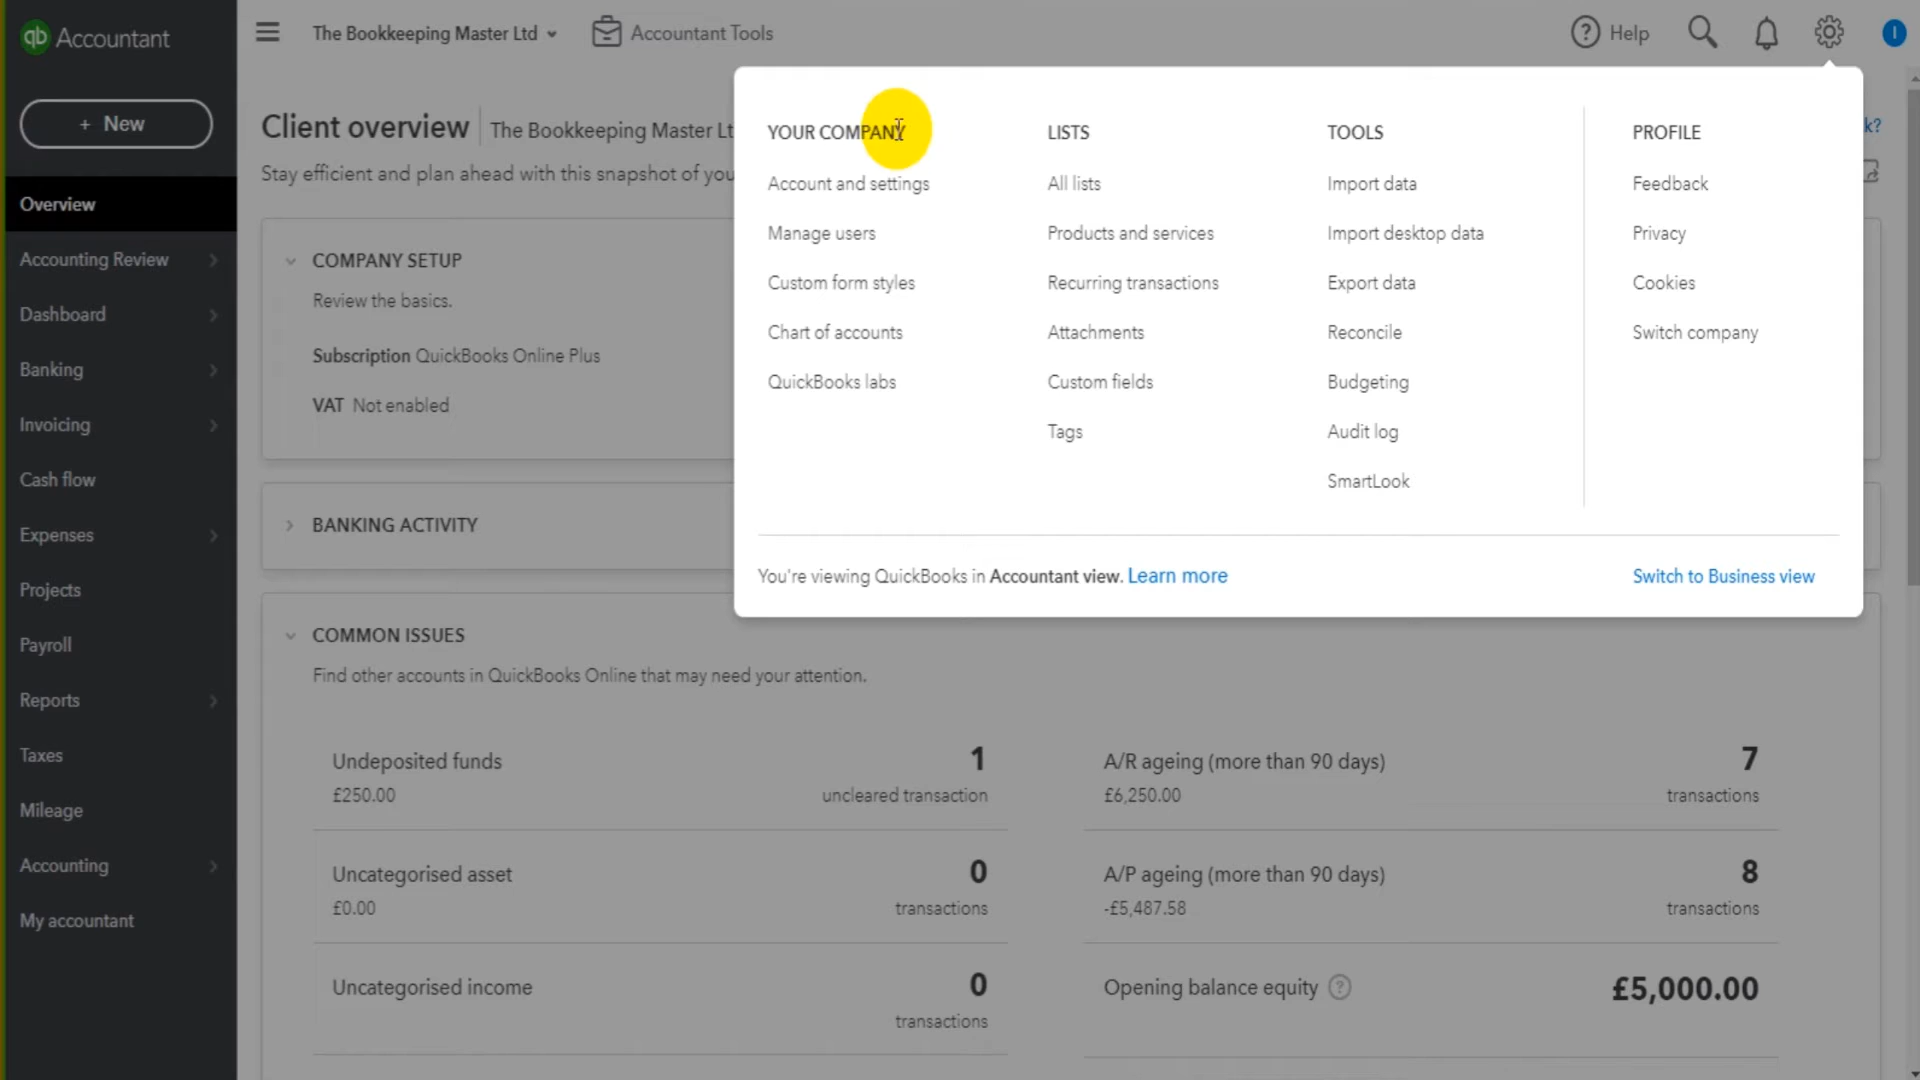 qb Accountant
The Bookkeeping Master Ltd
Accountant Tools
Help
I
+ New
Overview
Accounting Review
Dashboard
Banking
Invoicing
Cash flow
Expenses
Projects
Payroll
Reports
Taxes
Mileage
Accounting
My accountant
Client overview
The Bookkeeping Master Lt
k?
Stay efficient and plan ahead with this snapshot of you
COMPANY SETUP
Review the basics.
Subscription QuickBooks Online Plus
VAT Not enabled
BANKING ACTIVITY
YOUR COMPANY
Account and settings
Manage users
Custom form styles
Chart of accounts
QuickBooks labs
LISTS
All lists
Products and services
Recurring transactions
Attachments
Custom fields
Tags
TOOLS
Import data
Import desktop data
Export data
Reconcile
Budgeting
Audit log
SmartLook
PROFILE
Feedback
Privacy
Cookies
Switch company
You're viewing QuickBooks in Accountant view. Learn more
Switch to Business view
COMMON ISSUES
Find other accounts in QuickBooks Online that may need your attention.
Undeposited funds 1
£250.00 uncleared transaction
Uncategorised asset 0
£0.00 transactions
Uncategorised income 0
transactions
A/R ageing (more than 90 days) 7
£6,250.00 transactions
A/P ageing (more than 90 days) 8
-£5,487.58 transactions
Opening balance equity ? £5,000.00